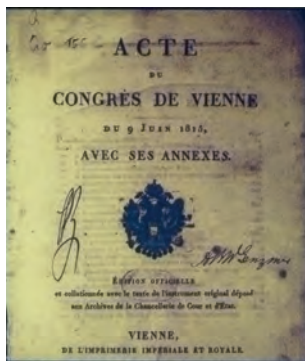 ACTE
DU
CONGRÈS DE VIENNE
DU 9 JUIN 1815,
AVEC SES ANNEXES.
ÉDITION OFFICIELLE
et collationnée avec le texte de l'instrument original déposé
aux Archives de la Chancellerie de Cour et d'État.
VIENNE,
DE L'IMPRIMERIE IMPÉRIALE ET ROYALE.